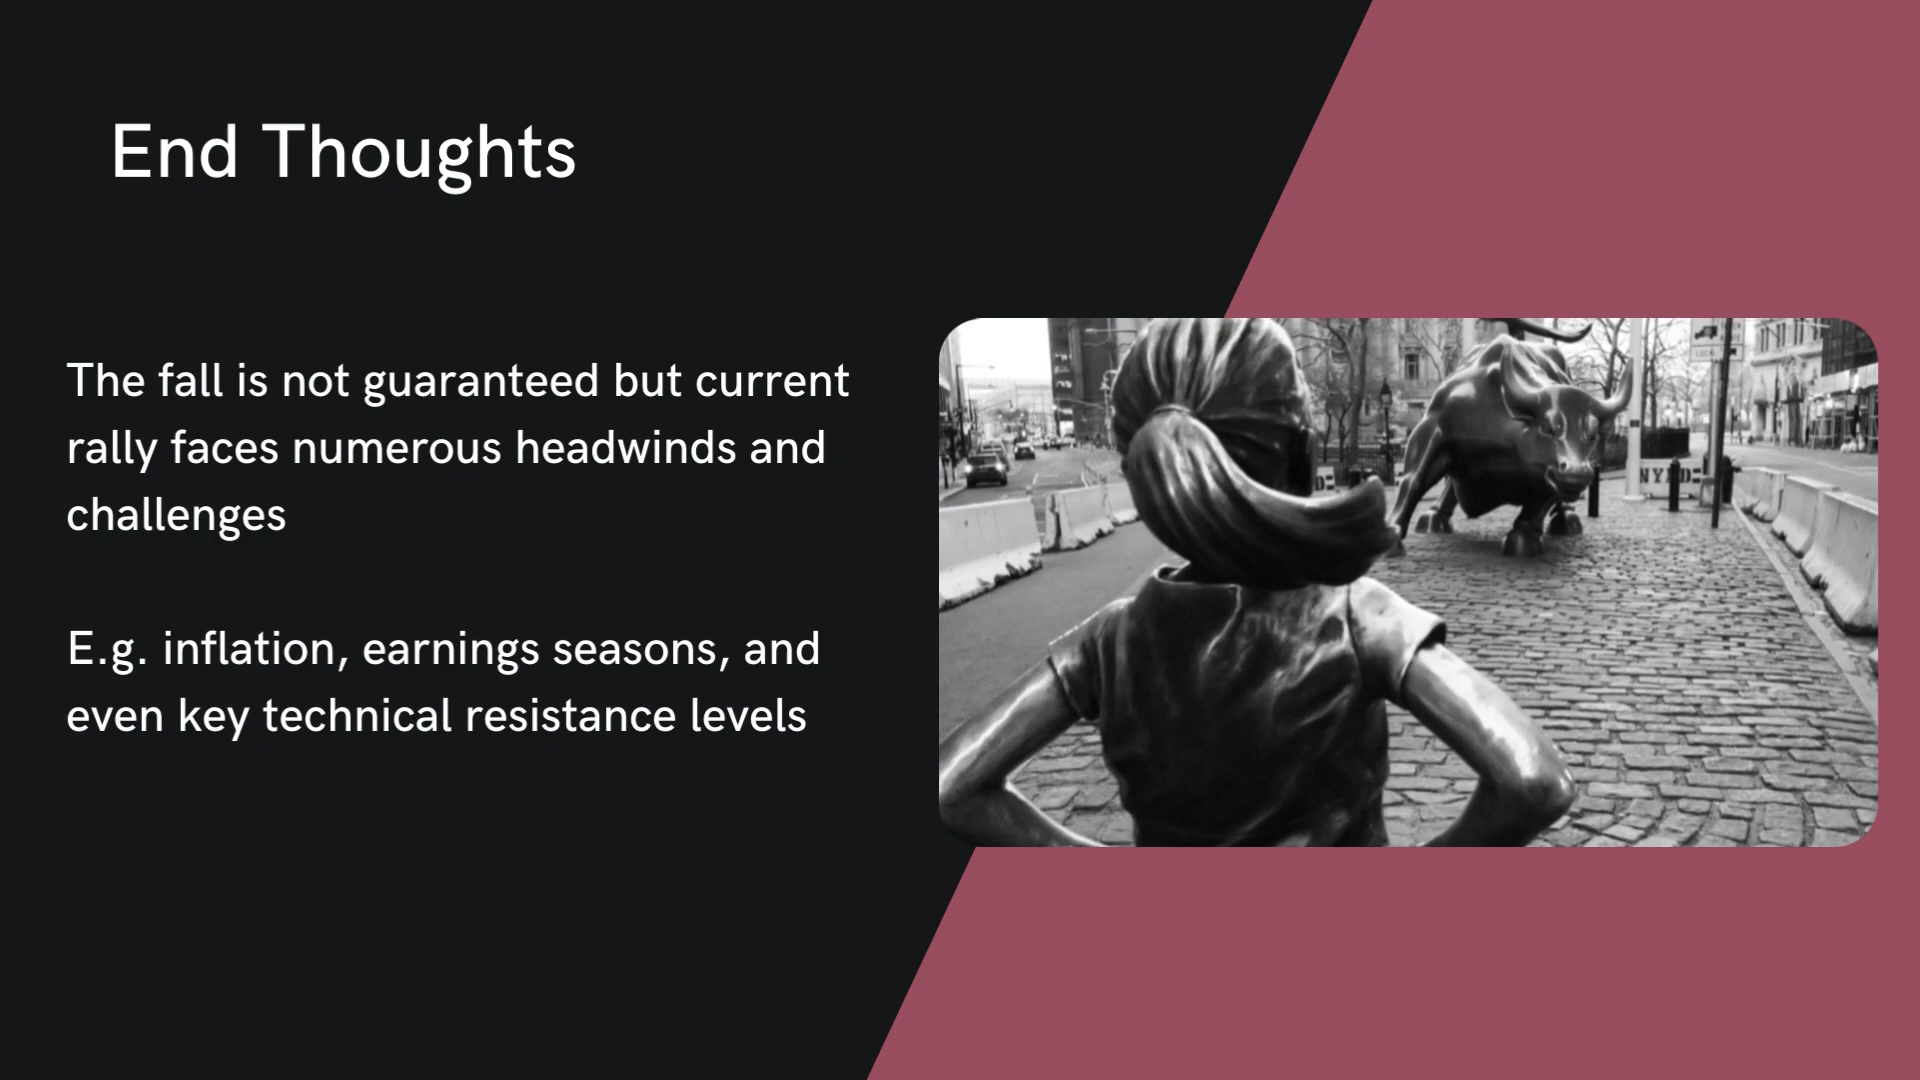 End Thoughts
The fall is not guaranteed but current
rally faces numerous headwinds and
challenges
E.g. inflation, earnings seasons, and
even key technical resistance levels